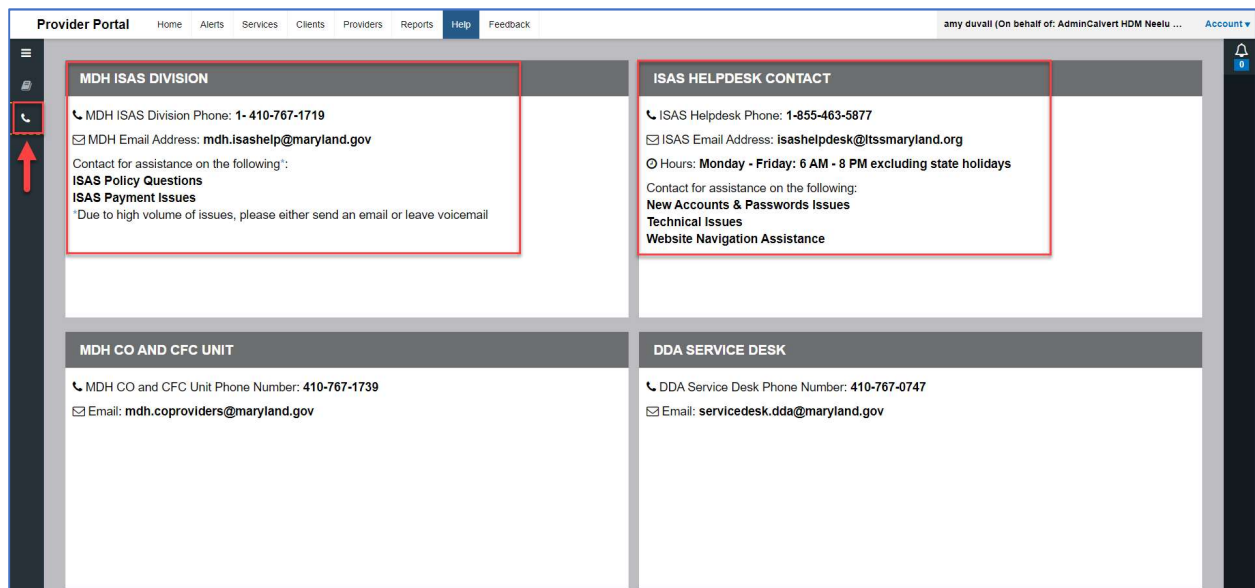 Provider Portal Home Alerts Services Clients Providers Reports Help Feedback amy duvall (On behalf of: AdminCalvert HDM Neelu ... Account
0
MDH ISAS DIVISION
MDH ISAS Division Phone: 1- 410-767-1719
MDH Email Address: mdh.isashelp@maryland.gov
Contact for assistance on the following*:
ISAS Policy Questions
ISAS Payment Issues
*Due to high volume of issues, please either send an email or leave voicemail
ISAS HELPDESK CONTACT
ISAS Helpdesk Phone: 1-855-463-5877
ISAS Email Address: isashelpdesk@ltssmaryland.org
Hours: Monday - Friday: 6 AM - 8 PM excluding state holidays
Contact for assistance on the following:
New Accounts & Passwords Issues
Technical Issues
Website Navigation Assistance
MDH CO AND CFC UNIT
MDH CO and CFC Unit Phone Number: 410-767-1739
Email: mdh.coproviders@maryland.gov
DDA SERVICE DESK
DDA Service Desk Phone Number: 410-767-0747
Email: servicedesk.dda@maryland.gov